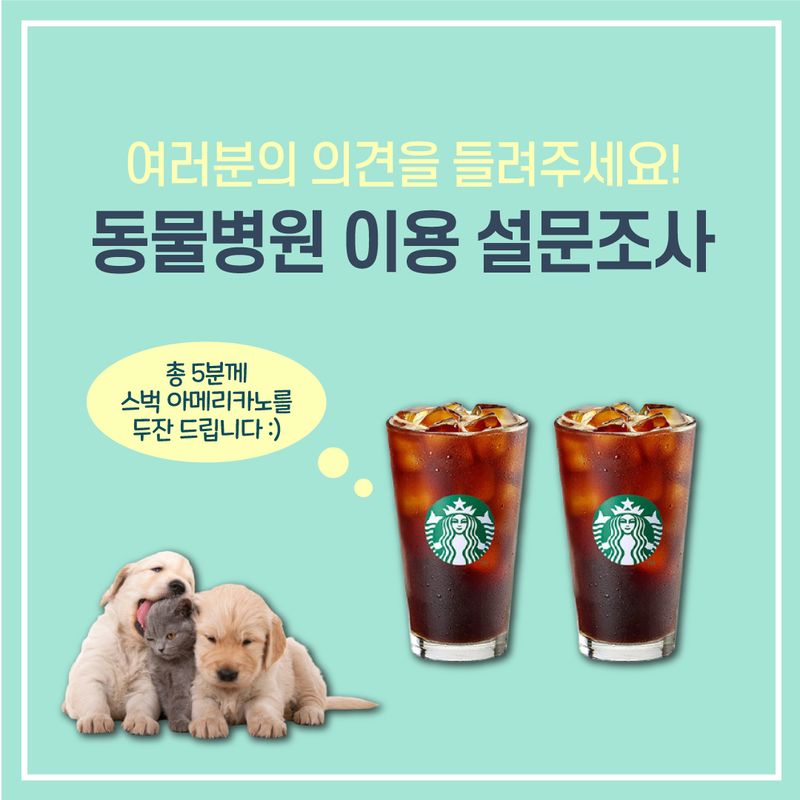 여러분의 의견을 들려주세요!
동물병원 이용 설문조사
총 5분께
스벅 아메리카노를
두잔 드립니다 :)